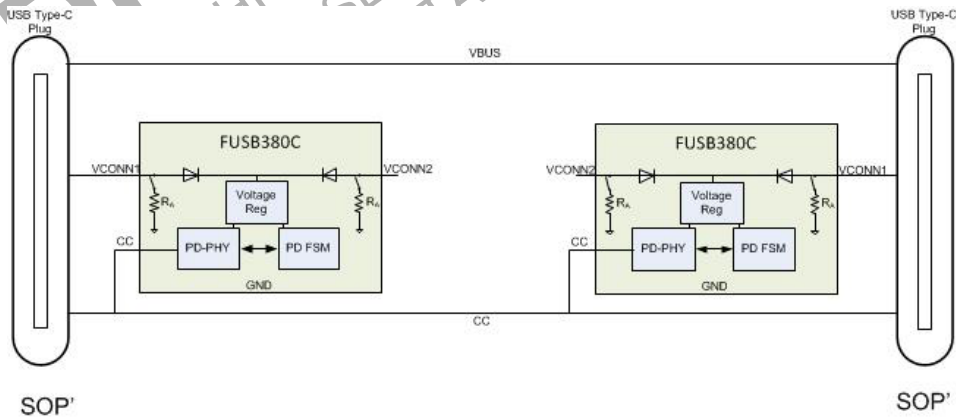 USB Type-C
Plug
USB Type-C
Plug
VBUS
FUSB380C
FUSB380C
VCONN1
VCONN2
VCONN2
VCONN1
RA
Voltage
Reg
RA
RA
Voltage
Reg
RA
CC
PD-PHY
PD FSM
CC
PD-PHY
PD FSM
GND
GND
CC
SOP'
SOP'